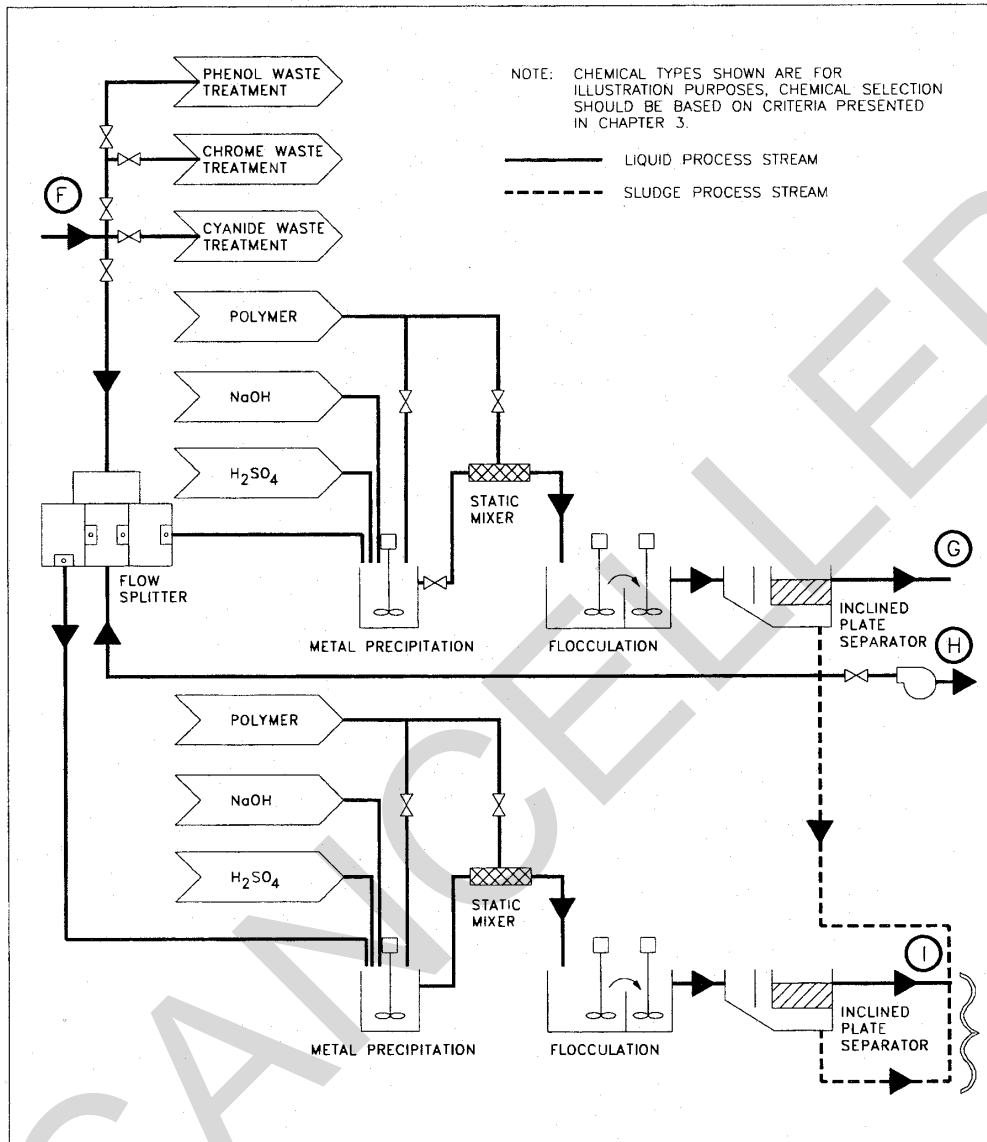 PHENOL WASTE
TREATMENT
NOTE: CHEMICAL TYPES SHOWN ARE FOR
ILLUSTRATION PURPOSES, CHEMICAL SELECTION
SHOULD BE BASED ON CRITERIA PRESENTED
IN CHAPTER 3.
CHROME WASTE
TREATMENT
LIQUID PROCESS STREAM
SLUDGE PROCESS STREAM
F
CYANIDE WASTE
TREATMENT
POLYMER
NaOH
H2SO4
STATIC
MIXER
FLOW
SPLITTER
METAL PRECIPITATION
FLOCCULATION
G
INCLINED
PLATE
SEPARATOR
H
POLYMER
NaOH
H2SO4
STATIC
MIXER
METAL PRECIPITATION
FLOCCULATION
I
INCLINED
PLATE
SEPARATOR
CANCELLED